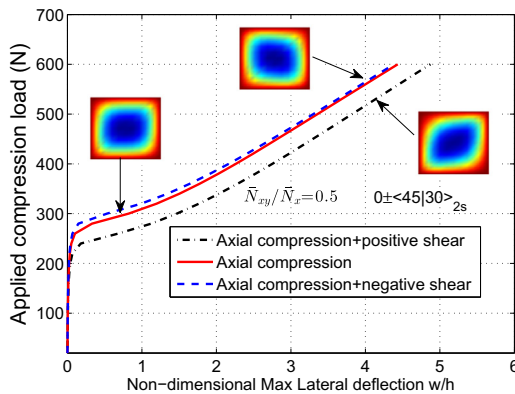 Applied compression load (N)
700
600
500
400
300
200
100
N̄xy/N̄x=0.5
0±<45|30>2s
Axial compression+positive shear
Axial compression
Axial compression+negative shear
0 1 2 3 4 5 6
Non-dimensional Max Lateral deflection w/h